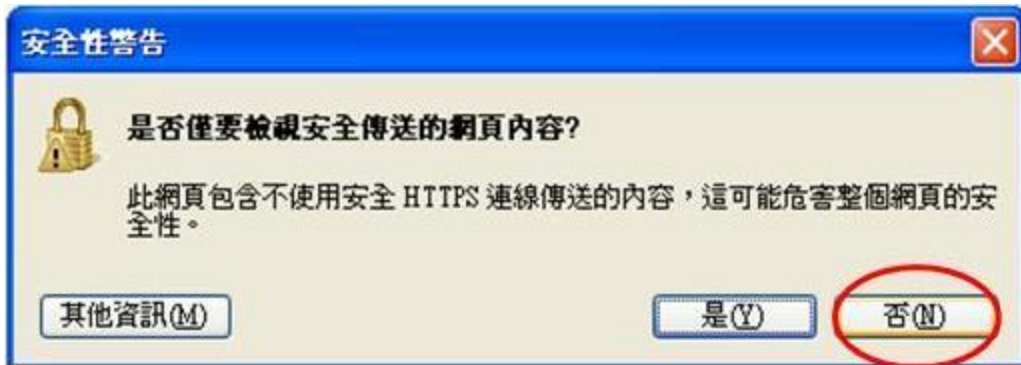 安全性警告
是否僅要檢視安全傳送的網頁內容?
此網頁包含不使用安全 HTTPS 連線傳送的內容，這可能危害整個網頁的安
全性。
其他資訊(M) 是(Y) 否(N)